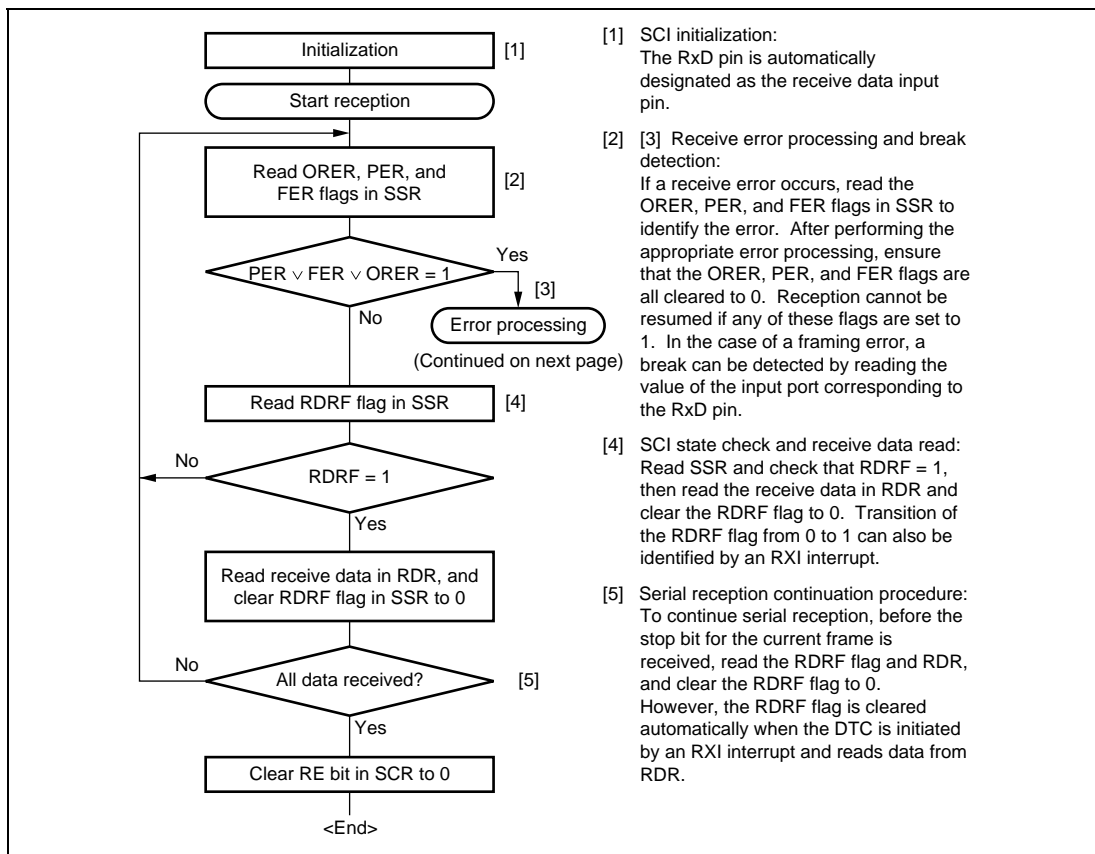 Initialization
[1]
Start reception
Read ORER, PER, and
FER flags in SSR
[2]
PER ∨ FER ∨ ORER = 1
Yes
[3]
No
Error processing
(Continued on next page)
Read RDRF flag in SSR
[4]
No
RDRF = 1
Yes
Read receive data in RDR, and
clear RDRF flag in SSR to 0
No
All data received?
[5]
Yes
Clear RE bit in SCR to 0
<End>
[1] SCI initialization:
The RxD pin is automatically
designated as the receive data input
pin.
[2] [3] Receive error processing and break
detection:
If a receive error occurs, read the
ORER, PER, and FER flags in SSR to
identify the error. After performing the
appropriate error processing, ensure
that the ORER, PER, and FER flags are
all cleared to 0. Reception cannot be
resumed if any of these flags are set to
1. In the case of a framing error, a
break can be detected by reading the
value of the input port corresponding to
the RxD pin.
[4] SCI state check and receive data read:
Read SSR and check that RDRF = 1,
then read the receive data in RDR and
clear the RDRF flag to 0. Transition of
the RDRF flag from 0 to 1 can also be
identified by an RXI interrupt.
[5] Serial reception continuation procedure:
To continue serial reception, before the
stop bit for the current frame is
received, read the RDRF flag and RDR,
and clear the RDRF flag to 0.
However, the RDRF flag is cleared
automatically when the DTC is initiated
by an RXI interrupt and reads data from
RDR.